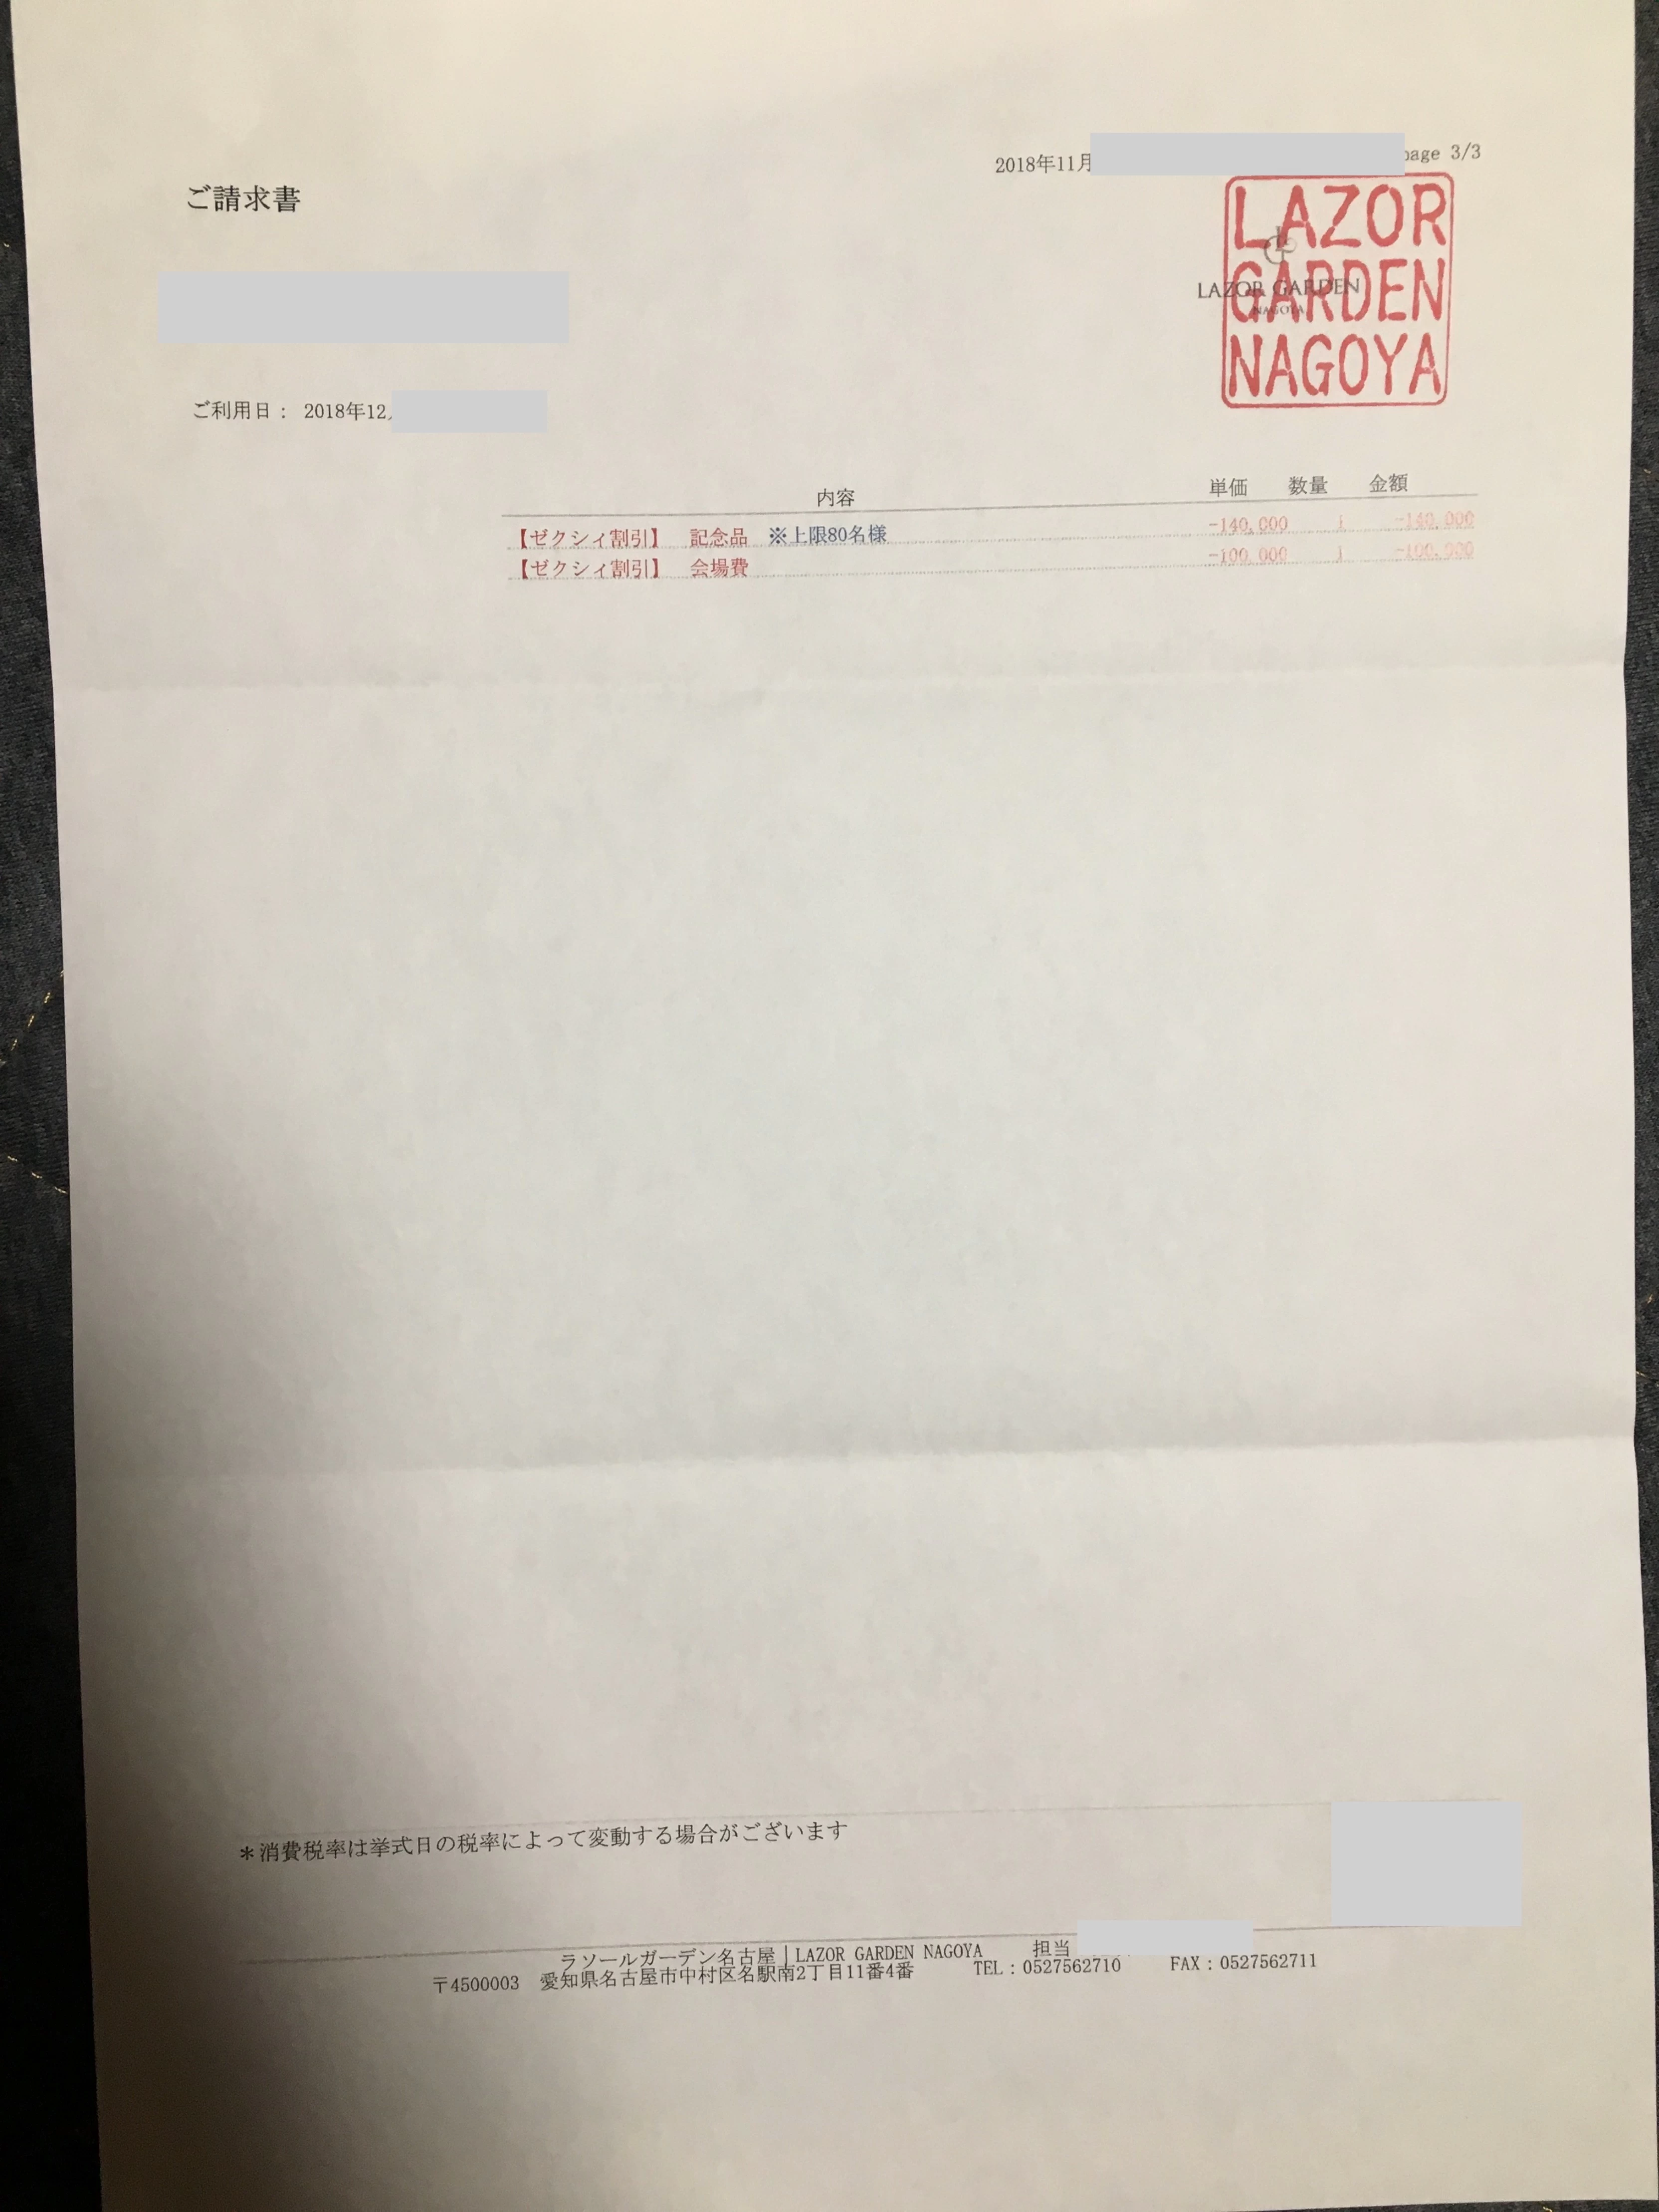 2018年11月
page 3/3
ご請求書
LAZOR
GARDEN
NAGOYA
LAZOR GARDEN
NAGOYA
ご利用日： 2018年12
内容 単価 数量 金額
【ゼクシィ割引】 記念品 ※上限80名様 -140,000 1 -140,000
【ゼクシィ割引】 会場費 -100,000 1 -100,000
＊消費税率は挙式日の税率によって変動する場合がございます
ラソールガーデン名古屋｜LAZOR GARDEN NAGOYA 担当
〒4500003 愛知県名古屋市中村区名駅南2丁目11番4番 TEL：0527562710 FAX：0527562711